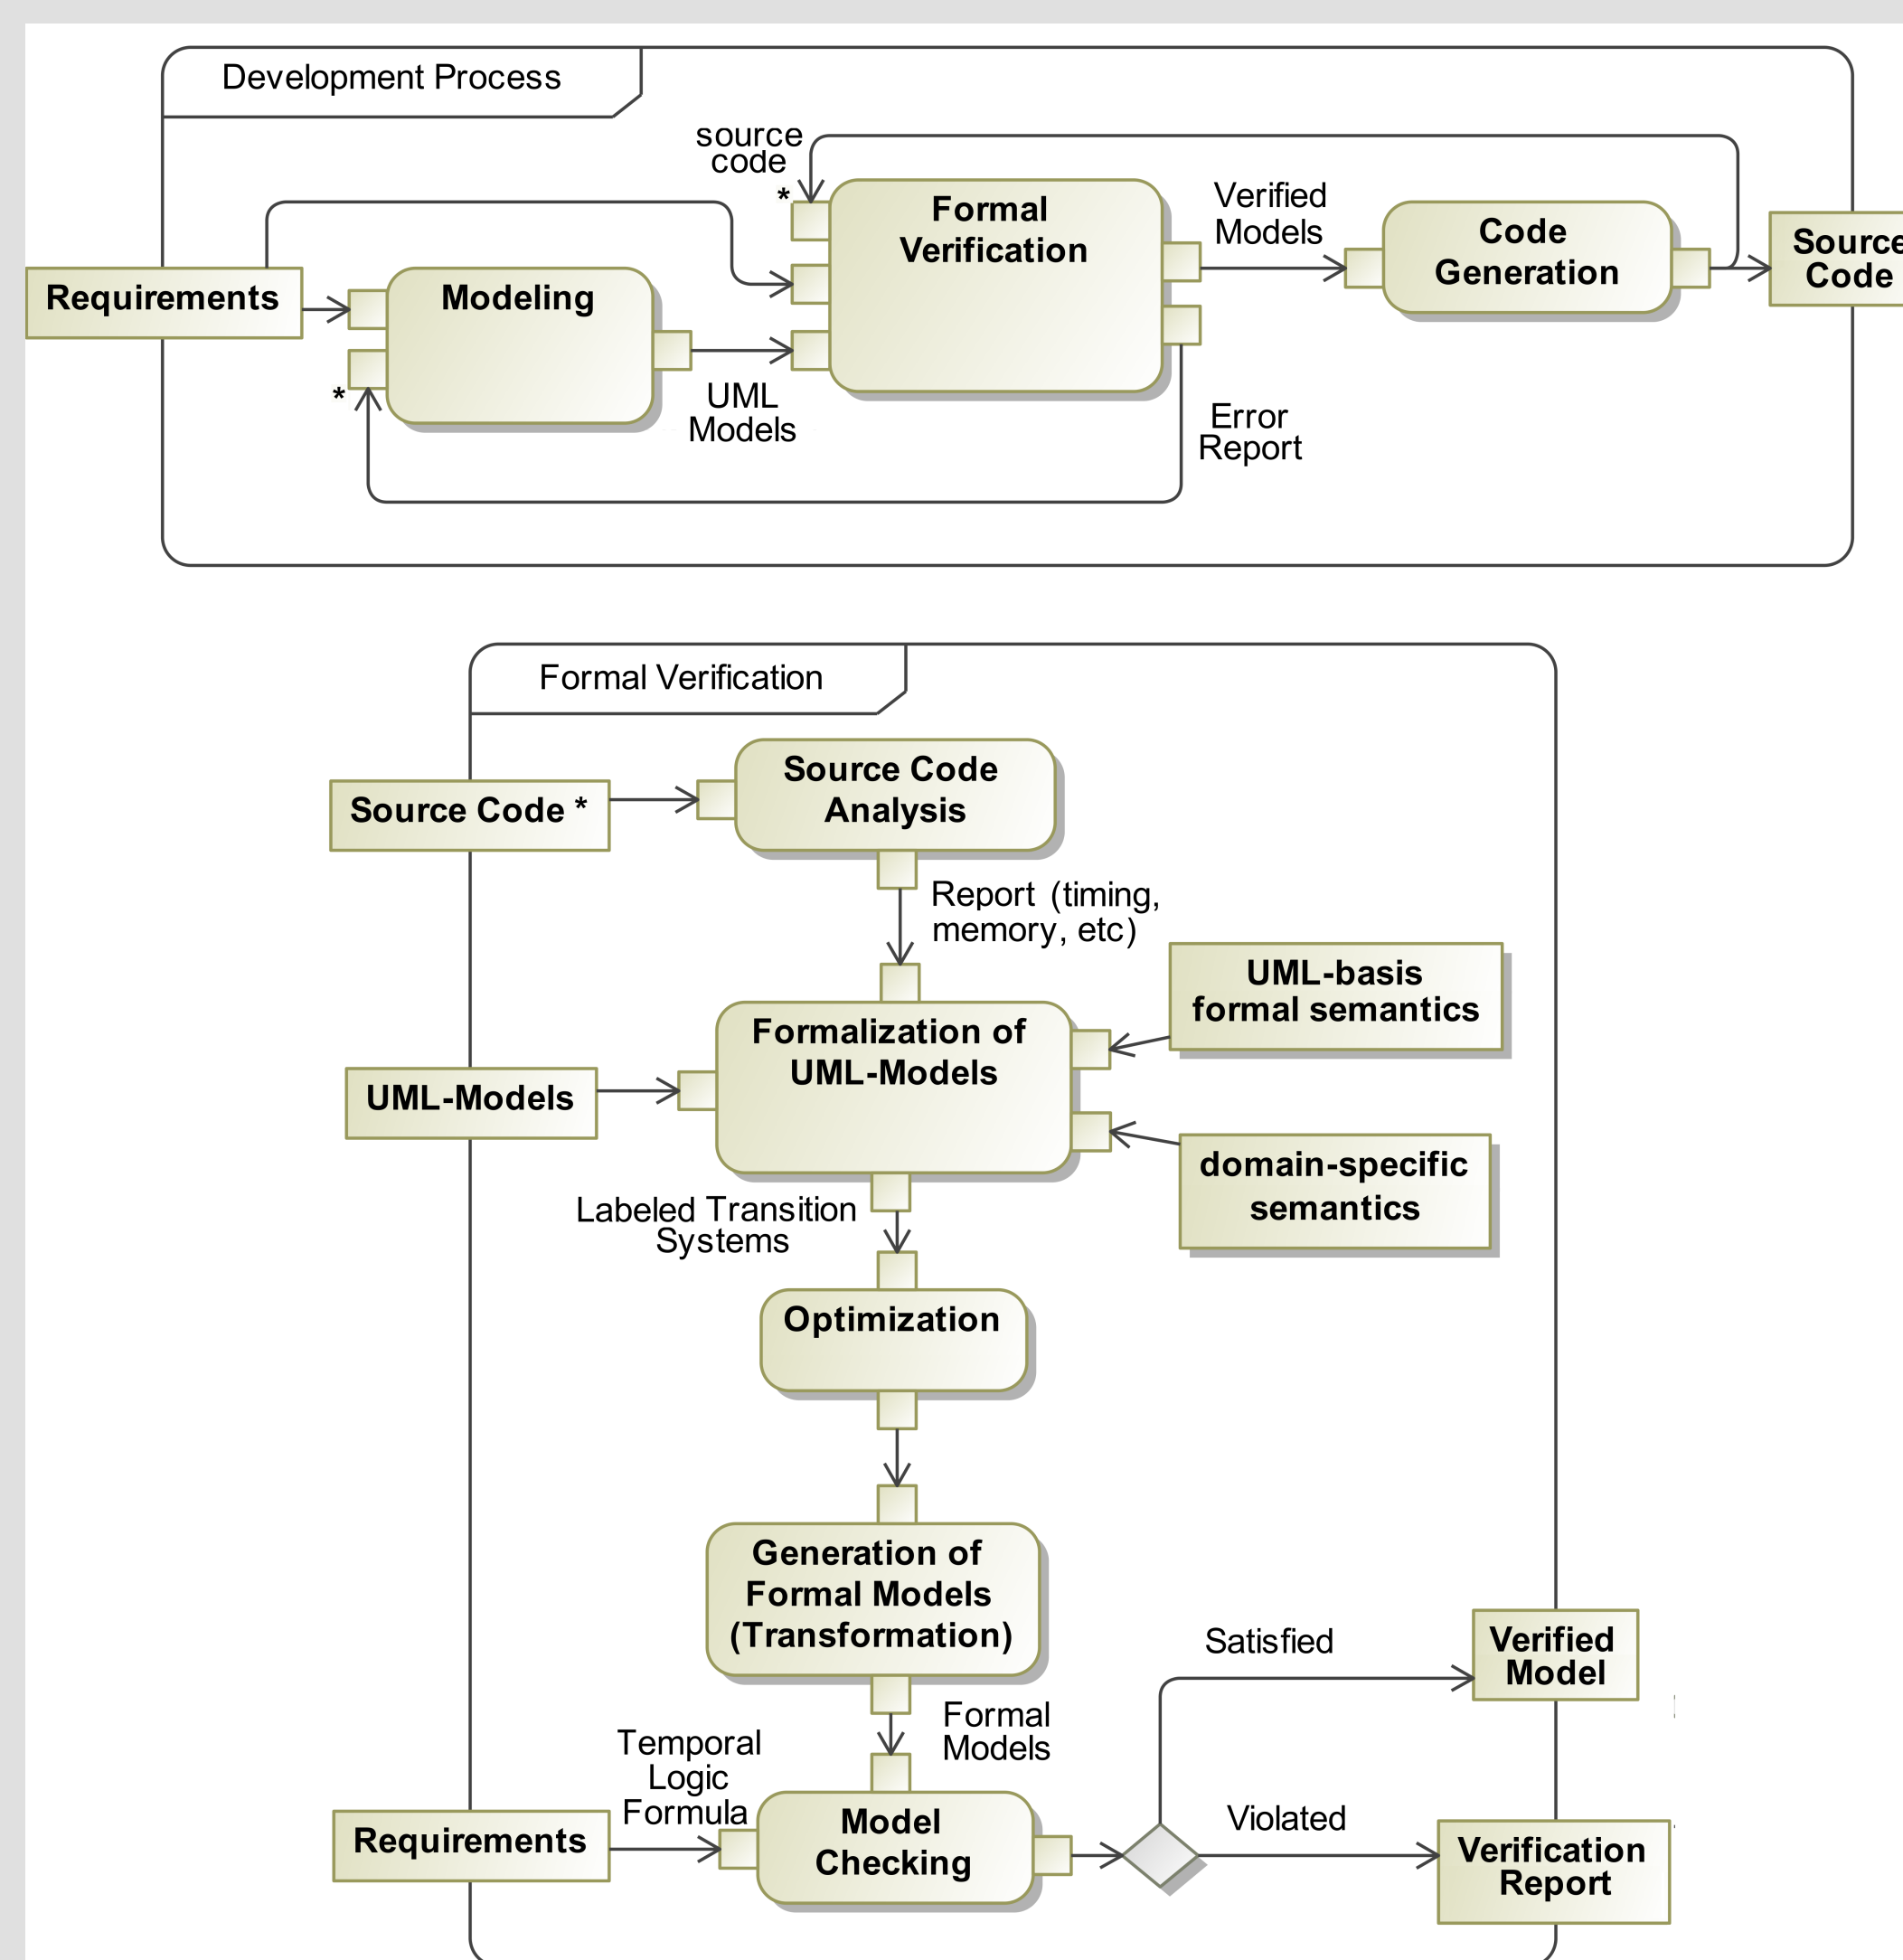 Development Process
source
code
*
Formal
Verification
Verified
Models
Code
Generation
Source
Code
Requirements
Modeling
*
UML
Models
Error
Report
Formal Verification
Source Code *
Source Code
Analysis
Report (timing,
memory, etc)
UML-basis
formal semantics
Formalization of
UML-Models
UML-Models
domain-specific
semantics
Labeled Transition
Systems
Optimization
Generation of
Formal Models
(Transformation)
Satisfied
Verified
Model
Formal
Models
Temporal
Logic
Formula
Requirements
Model
Checking
Violated
Verification
Report